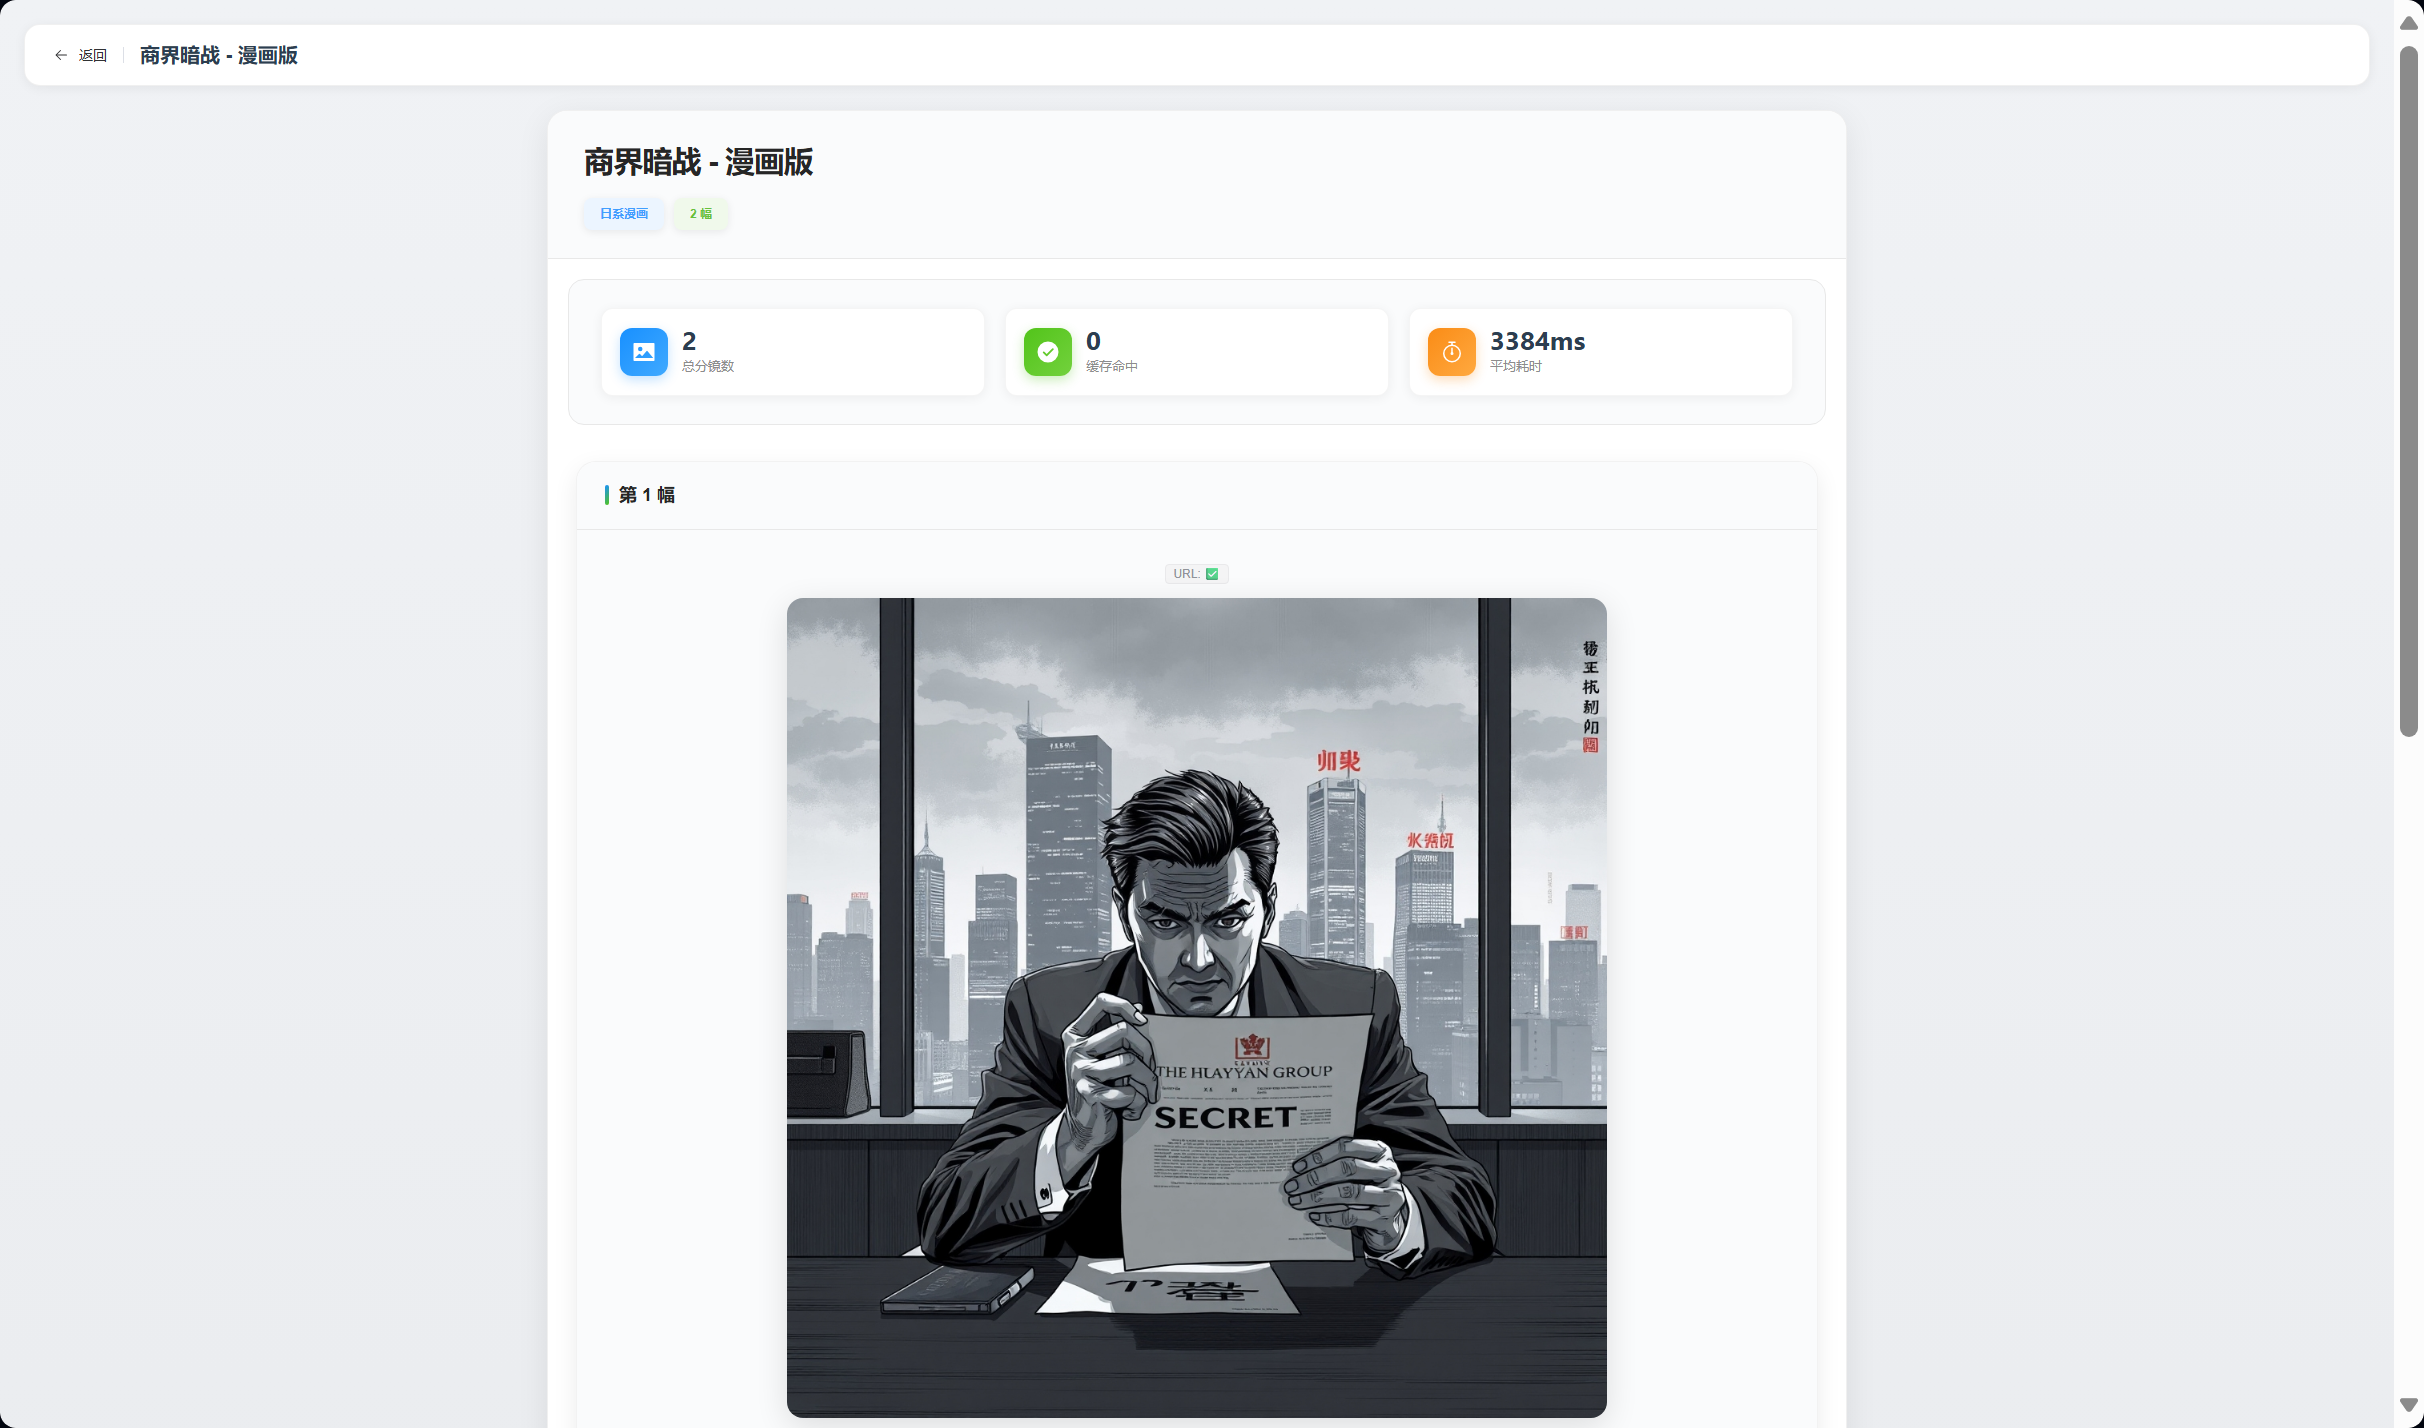 返回
商界暗战 - 漫画版
商界暗战 - 漫画版
日系漫画
2 幅
2
总分镜数
0
缓存命中
3384ms
平均耗时
第 1 幅
URL: ✅
THE HLAYYAN GROUP
SECRET